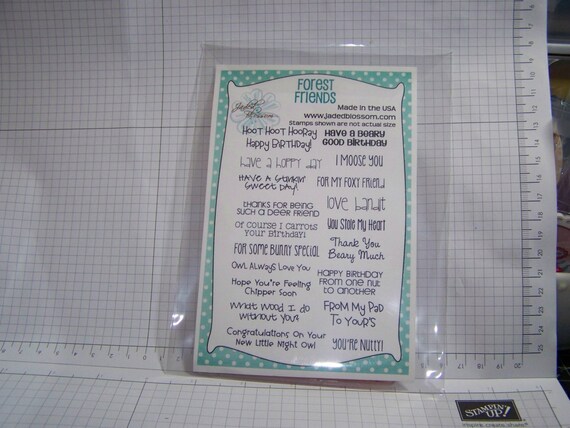 FOREST
FRIENDS
Jaded
Blossom
Made in the USA
www.jadedblossom.com
Stamps shown are not actual size
Hoot Hoot Hooray
Happy Birthday!
Have a Beary
Good Birthday
have a hoppy day
I Moose You
Have a Stinkin'
Sweet Day!
For My Foxy Friend
Thanks for being
such a deer friend
love bandit
Of course I carrots
your Birthday!
You Stole My Heart
For Some Bunny Special
Thank You
Beary Much
Owl Always Love You
Happy Birthday
from one nut
to another
Hope You're Feeling
Chipper Soon
What Wood I do
without you?
From My Pad
To Yours
Congratulations On Your
New Little Night Owl
You're Nutty!
STAMPIN' UP!